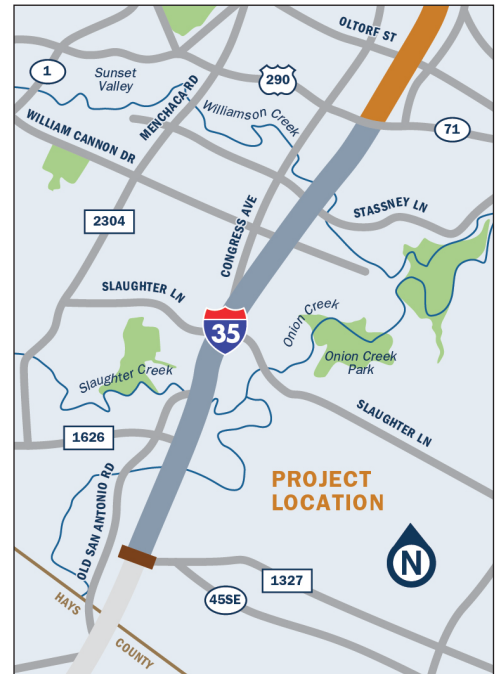 OLTORF ST
1
Sunset
Valley
290
MENCHACA RD
Williamson Creek
WILLIAM CANNON DR
71
2304
CONGRESS AVE
STASSNEY LN
SLAUGHTER LN
35
Onion Creek
Onion Creek
Park
Slaughter Creek
SLAUGHTER LN
1626
PROJECT
LOCATION
OLD SAN ANTONIO RD
N
1327
45SE
HAYS
COUNTY